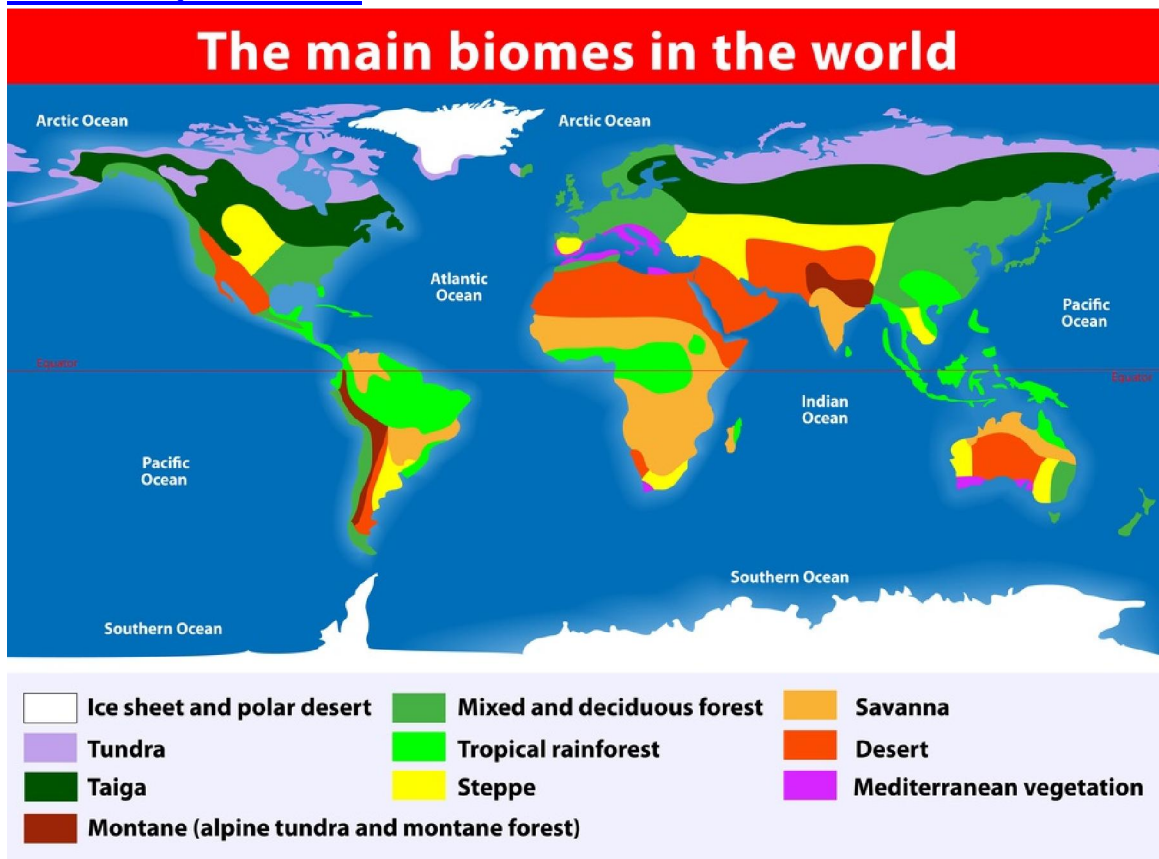 The main biomes in the world
Arctic Ocean
Arctic Ocean
Atlantic
Ocean
Pacific
Ocean
Equator
Equator
Indian
Ocean
Pacific
Ocean
Southern Ocean
Southern Ocean
Ice sheet and polar desert
Mixed and deciduous forest
Savanna
Tundra
Tropical rainforest
Desert
Taiga
Steppe
Mediterranean vegetation
Montane (alpine tundra and montane forest)